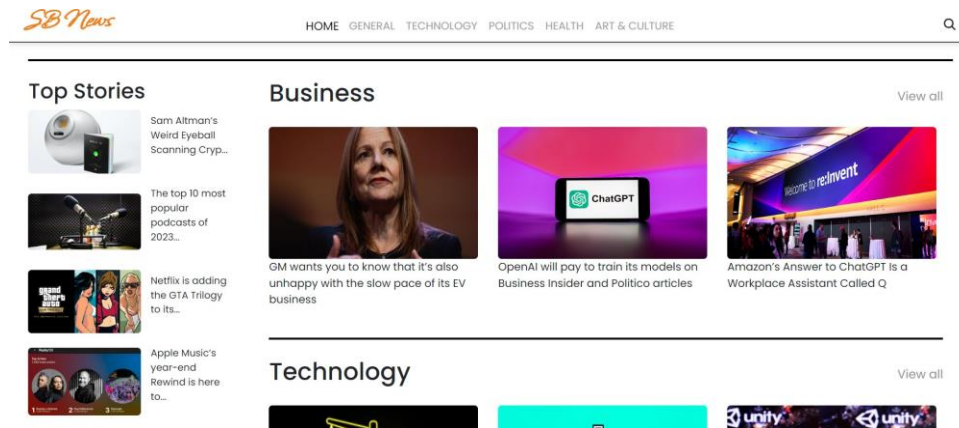 SB News
HOME GENERAL TECHNOLOGY POLITICS HEALTH ART & CULTURE
Top Stories
Sam Altman's
Weird Eyeball
Scanning Cryp...
The top 10 most
popular
podcasts of
2023...
grand
theft
auto
Netflix is adding
the GTA Trilogy
to its...
Apple Music's
year-end
Rewind is here
to...
Business
View all
GM wants you to know that it's also
unhappy with the slow pace of its EV
business
ChatGPT
OpenAI will pay to train its models on
Business Insider and Politico articles
Welcome to re:Invent
Amazon's Answer to ChatGPT Is a
Workplace Assistant Called Q
Technology
View all
unity
unity